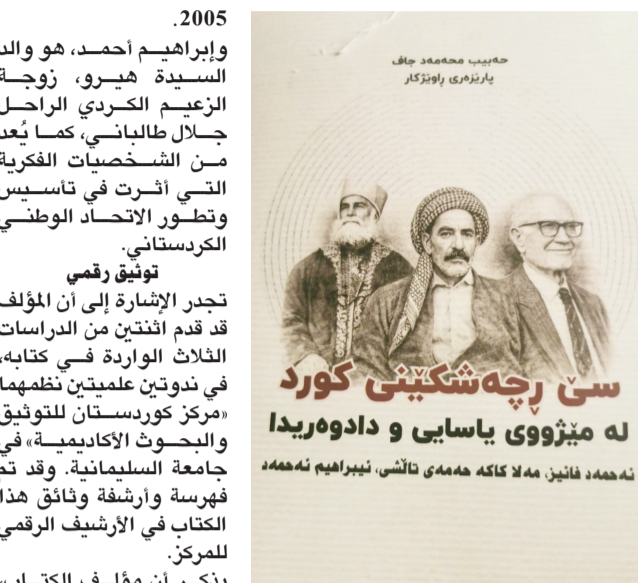 2005.
وإبراهيم أحمد، هو والد
السيدة هيرو، زوجة
الزعيم الكردي الراحل
جلال طالباني، كما يُعد
من الشخصيات الفكرية
التي أثرت في تأسيس
وتطور الاتحاد الوطني
الكردستاني.
توثيق رقمي
تجدر الإشارة إلى أن المؤلف
قد قدم اثنتين من الدراسات
الثلاث الواردة في كتابه،
في ندوتين علميتين نظمهما
«مركز كوردستان للتوثيق
والبحوث الأكاديمية» في
جامعة السليمانية. وقد تم
فهرسة وأرشفة وثائق هذا
الكتاب في الأرشيف الرقمي
للمركز.
حەبیب محەمەد جاف
پارێزەری ڕاوێژکار
سێ ڕچەشکێنی کورد
لە مێژووی یاسایی و دادوەریدا
ئەحمەد فائیز، مەلا کاکە حەمەی تاڵشی، ئیبراهیم ئەحمەد